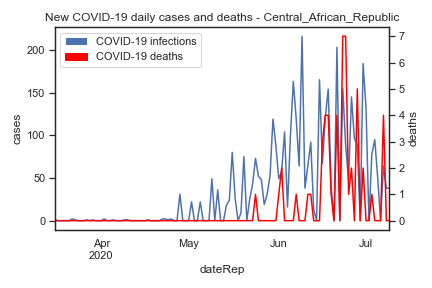 New COVID-19 daily cases and deaths - Central_African_Republic
COVID-19 infections
COVID-19 deaths
200
150
100
50
0
cases
7
6
5
4
3
2
1
0
deaths
Apr
2020
May
Jun
Jul
dateRep